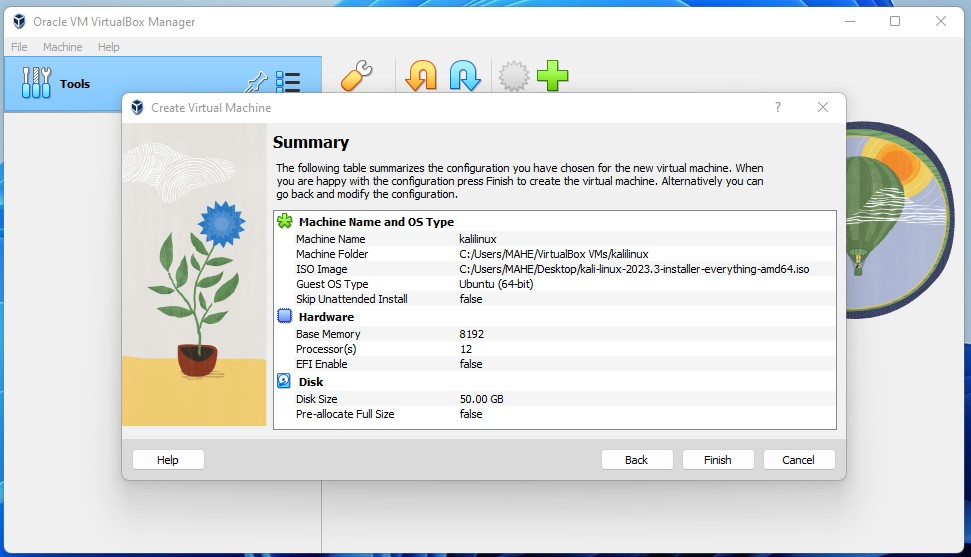 Oracle VM VirtualBox Manager
File Machine Help
Tools
Create Virtual Machine
?
Summary
The following table summarizes the configuration you have chosen for the new virtual machine. When
you are happy with the configuration press Finish to create the virtual machine. Alternatively you can
go back and modify the configuration.
Machine Name and OS Type
Machine Name kalilinux
Machine Folder C:/Users/MAHE/VirtualBox VMs/kalilinux
ISO Image C:/Users/MAHE/Desktop/kali-linux-2023.3-installer-everything-amd64.iso
Guest OS Type Ubuntu (64-bit)
Skip Unattended Install false
Hardware
Base Memory 8192
Processor(s) 12
EFI Enable false
Disk
Disk Size 50.00 GB
Pre-allocate Full Size false
Help Back Finish Cancel